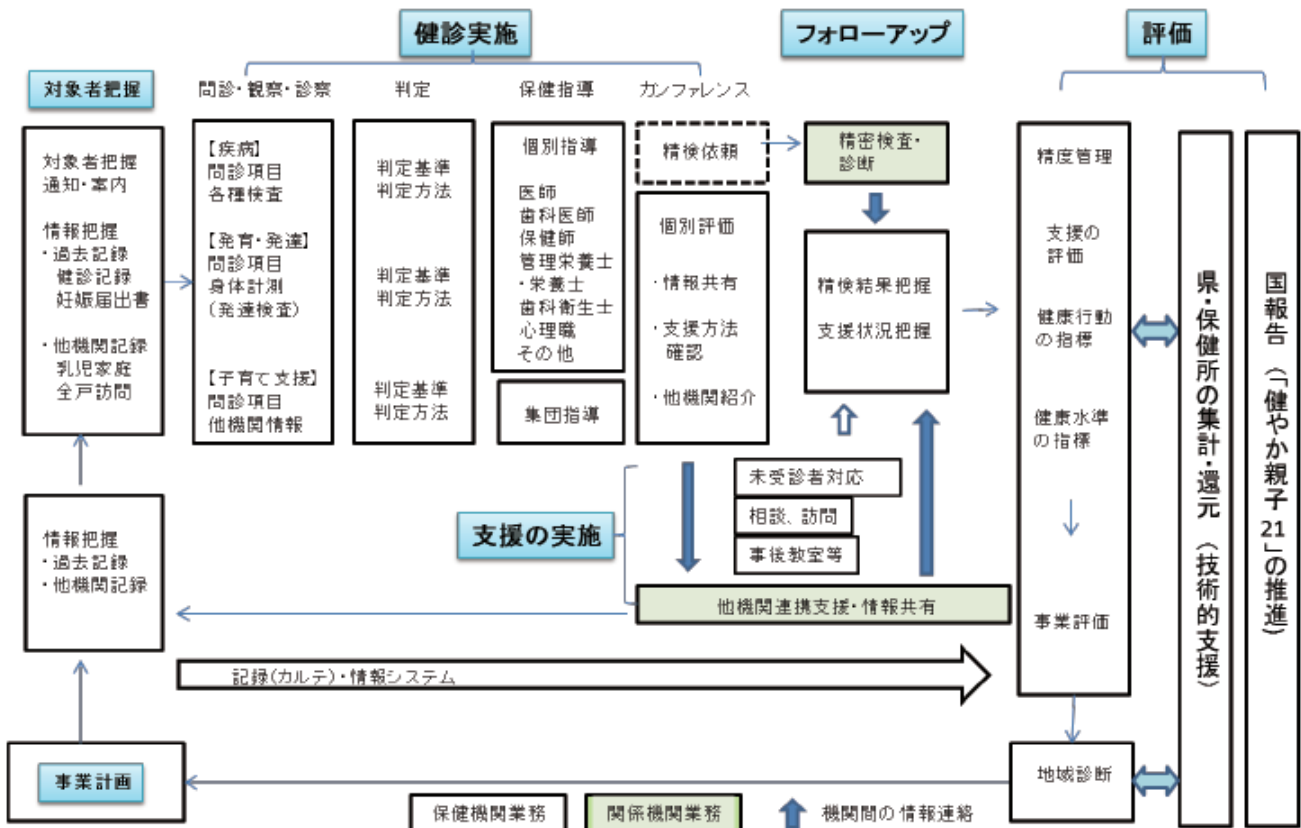 健診実施
フォローアップ
評価
対象者把握
問診・観察・診察
判定
保健指導
カンファレンス
対象者把握
通知・案内
情報把握
・過去記録
健診記録
妊娠届出書
・他機関記録
乳児家庭
全戸訪問
【疾病】
問診項目
各種検査
【発育・発達】
問診項目
身体計測
(発達検査)
【子育て支援】
問診項目
他機関情報
判定基準
判定方法
判定基準
判定方法
判定基準
判定方法
個別指導
医師
歯科医師
保健師
管理栄養士
・栄養士
歯科衛生士
心理職
その他
集団指導
精検依頼
個別評価
・情報共有
・支援方法
確認
・他機関紹介
精密検査・
診断
精検結果把握
支援状況把握
精度管理
支援の
評価
健康行動
の指標
健康水準
の指標
事業評価
県・保健所の集計・還元（技術的支援）
国報告（「健やか親子21」の推進）
情報把握
・過去記録
・他機関記録
支援の実施
未受診者対応
相談、訪問
事後教室等
他機関連携支援・情報共有
記録(カルテ)・情報システム
事業計画
地域診断
保健機関業務
関係機関業務
機関間の情報連絡